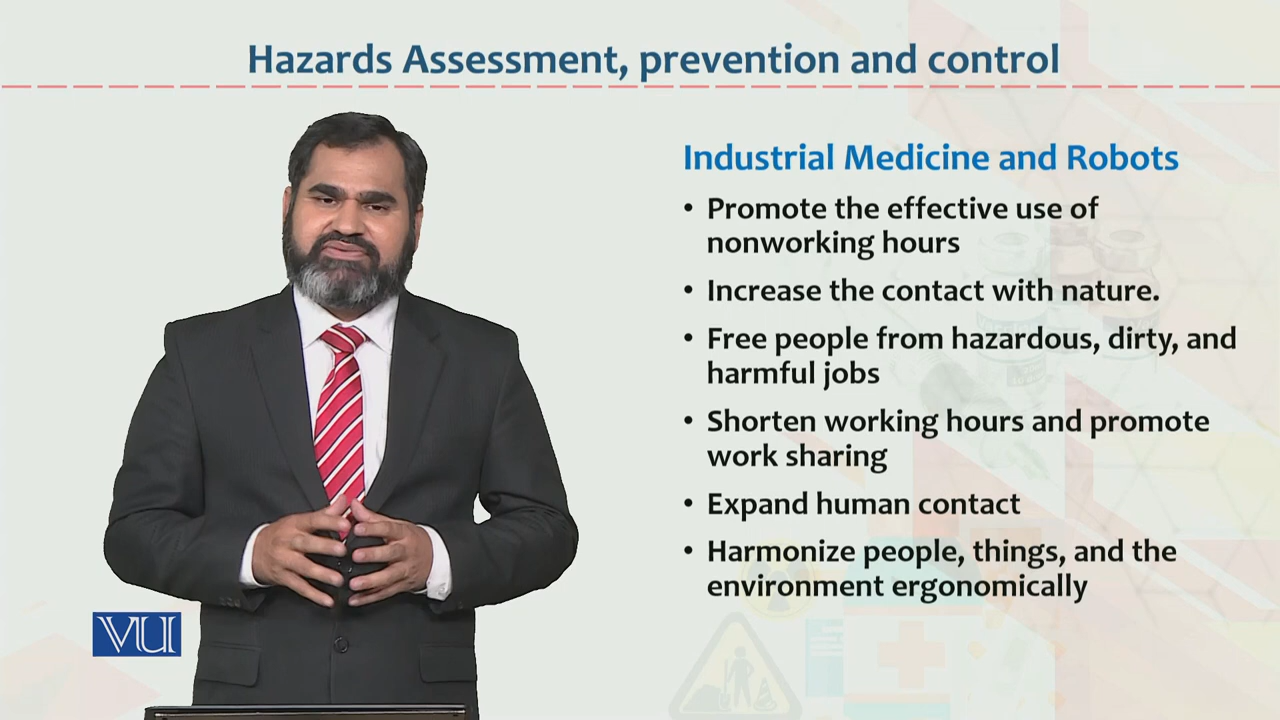 Hazards Assessment, prevention and control
Industrial Medicine and Robots
• Promote the effective use of
nonworking hours
• Increase the contact with nature.
• Free people from hazardous, dirty, and
harmful jobs
• Shorten working hours and promote
work sharing
• Expand human contact
• Harmonize people, things, and the
environment ergonomically
VU